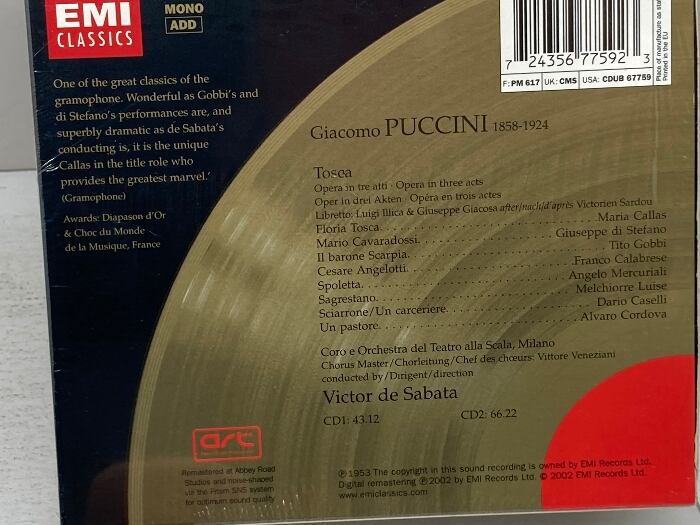 EMI
CLASSICS
MONO
ADD
7 24356 77592 3
F: PM 617 UK: CMS USA: CDUB 67759
Place of manufacture as
Printed in the EU
One of the great classics of the
gramophone. Wonderful as Gobbi's and
di Stefano's performances are, and
superbly dramatic as de Sabata's
conducting is, it is the unique
Callas in the title role who
provides the greatest marvel.'
(Gramophone)
Awards: Diapason d'Or
& Choc du Monde
de la Musique, France
Giacomo PUCCINI 1858-1924
Tosca
Opera in tre atti · Opera in three acts
Oper in drei Akten · Opéra en trois actes
Libretto: Luigi Illica & Giuseppe Giacosa after/nach/d'après Victorien Sardou
Floria Tosca. . . . . Maria Callas
Mario Cavaradossi. . . . . Giuseppe di Stefano
Il barone Scarpia. . . . . Tito Gobbi
Cesare Angelotti. . . . . Franco Calabrese
Spoletta. . . . . Angelo Mercuriali
Sagrestano. . . . . Melchiorre Luise
Sciarrone/Un carceriere. . . . . Dario Caselli
Un pastore. . . . . Alvaro Cordova
Coro e Orchestra del Teatro alla Scala, Milano
Chorus Master/Chorleitung/Chef des chœurs: Vittore Veneziani
conducted by/Dirigent/direction
Victor de Sabata
CD1: 43.12 CD2: 66.22
art
Remastered at Abbey Road
Studios and noise-shaped
via the Prism SNS system
for optimum sound quality
℗ 1953 The copyright in this sound recording is owned by EMI Records Ltd.
Digital remastering ℗ 2002 by EMI Records Ltd. © 2002 EMI Records Ltd.
www.emiclassics.com